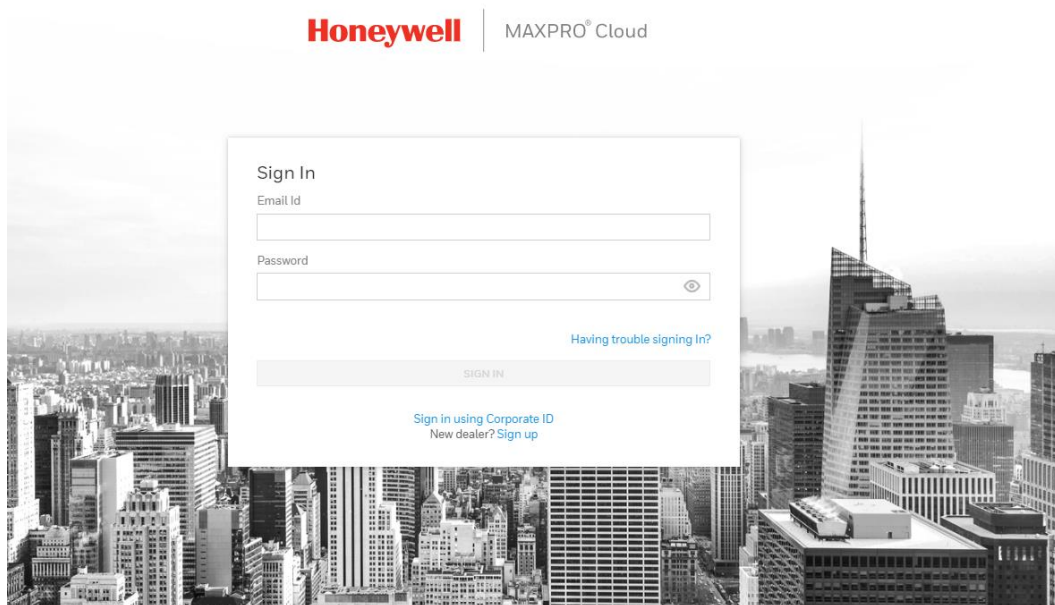 Honeywell
MAXPRO® Cloud
Sign In
Email Id
Password
Having trouble signing In?
SIGN IN
Sign in using Corporate ID
New dealer? Sign up